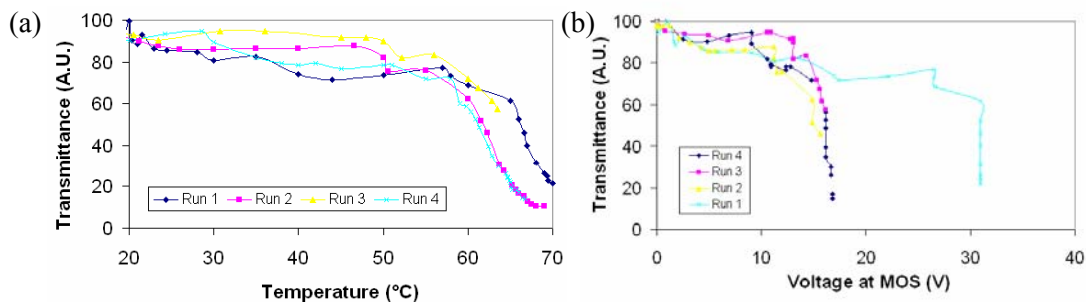 (a)
Transmittance (A.U.)
100
80
60
40
20
0
Run 1 Run 2 Run 3 Run 4
20 30 40 50 60 70
Temperature (°C)
(b)
Transmittance (A.U.)
100
80
60
40
20
0
Run 4
Run 3
Run 2
Run 1
0 10 20 30 40
Voltage at MOS (V)